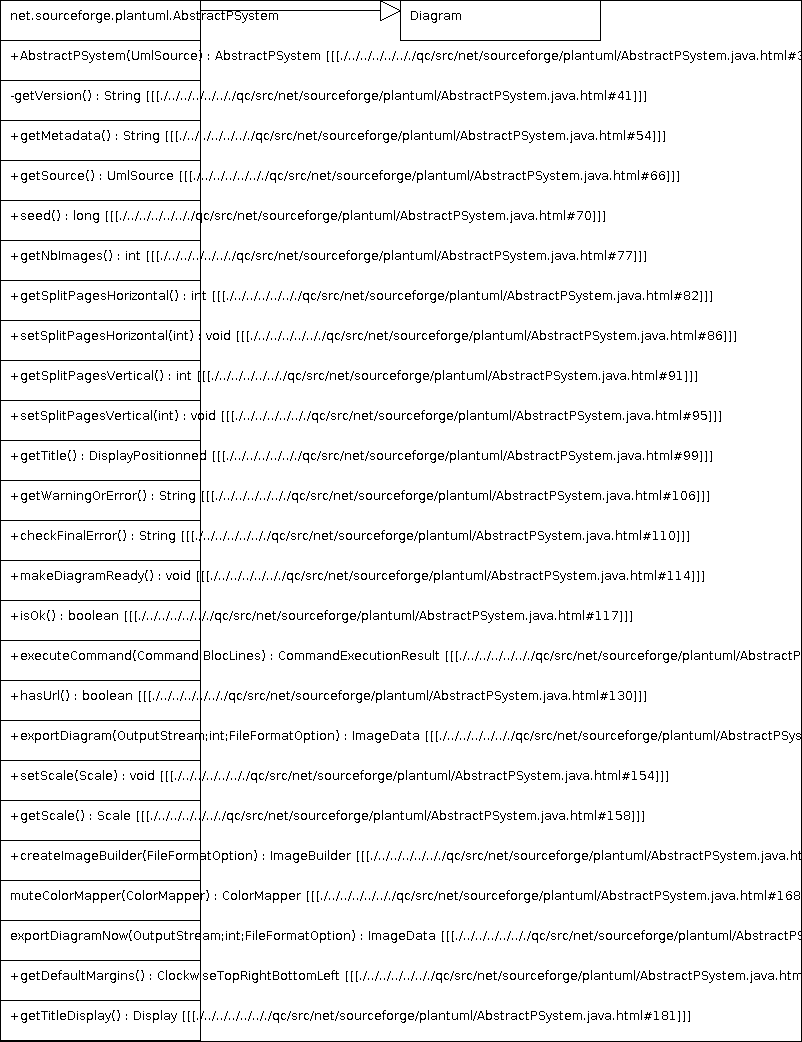 net.sourceforge.plantuml.AbstractPSystem
Diagram
+AbstractPSystem(UmlSource) : AbstractPSystem [[[./../../../../../qc/src/net/sourceforge/plantuml/AbstractPSystem.java.html#3
-getVersion() : String [[[./../../../../../qc/src/net/sourceforge/plantuml/AbstractPSystem.java.html#41]]]
+getMetadata() : String [[[./../../../../../qc/src/net/sourceforge/plantuml/AbstractPSystem.java.html#54]]]
+getSource() : UmlSource [[[./../../../../../qc/src/net/sourceforge/plantuml/AbstractPSystem.java.html#66]]]
+seed() : long [[[./../../../../../qc/src/net/sourceforge/plantuml/AbstractPSystem.java.html#70]]]
+getNbImages() : int [[[./../../../../../qc/src/net/sourceforge/plantuml/AbstractPSystem.java.html#77]]]
+getSplitPagesHorizontal() : int [[[./../../../../../qc/src/net/sourceforge/plantuml/AbstractPSystem.java.html#82]]]
+setSplitPagesHorizontal(int) : void [[[./../../../../../qc/src/net/sourceforge/plantuml/AbstractPSystem.java.html#86]]]
+getSplitPagesVertical() : int [[[./../../../../../qc/src/net/sourceforge/plantuml/AbstractPSystem.java.html#91]]]
+setSplitPagesVertical(int) : void [[[./../../../../../qc/src/net/sourceforge/plantuml/AbstractPSystem.java.html#95]]]
+getTitle() : DisplayPositionned [[[./../../../../../qc/src/net/sourceforge/plantuml/AbstractPSystem.java.html#99]]]
+getWarningOrError() : String [[[./../../../../../qc/src/net/sourceforge/plantuml/AbstractPSystem.java.html#106]]]
+checkFinalError() : String [[[./../../../../../qc/src/net/sourceforge/plantuml/AbstractPSystem.java.html#110]]]
+makeDiagramReady() : void [[[./../../../../../qc/src/net/sourceforge/plantuml/AbstractPSystem.java.html#114]]]
+isOk() : boolean [[[./../../../../../qc/src/net/sourceforge/plantuml/AbstractPSystem.java.html#117]]]
+executeCommand(Command;BlocLines) : CommandExecutionResult [[[./../../../../../qc/src/net/sourceforge/plantuml/AbstractP
+hasUrl() : boolean [[[./../../../../../qc/src/net/sourceforge/plantuml/AbstractPSystem.java.html#130]]]
+exportDiagram(OutputStream;int;FileFormatOption) : ImageData [[[./../../../../../qc/src/net/sourceforge/plantuml/AbstractPSys
+setScale(Scale) : void [[[./../../../../../qc/src/net/sourceforge/plantuml/AbstractPSystem.java.html#154]]]
+getScale() : Scale [[[./../../../../../qc/src/net/sourceforge/plantuml/AbstractPSystem.java.html#158]]]
+createImageBuilder(FileFormatOption) : ImageBuilder [[[./../../../../../qc/src/net/sourceforge/plantuml/AbstractPSystem.java.ht
muteColorMapper(ColorMapper) : ColorMapper [[[./../../../../../qc/src/net/sourceforge/plantuml/AbstractPSystem.java.html#168
exportDiagramNow(OutputStream;int;FileFormatOption) : ImageData [[[./../../../../../qc/src/net/sourceforge/plantuml/AbstractPS
+getDefaultMargins() : ClockwiseTopRightBottomLeft [[[./../../../../../qc/src/net/sourceforge/plantuml/AbstractPSystem.java.htm
+getTitleDisplay() : Display [[[./../../../../../qc/src/net/sourceforge/plantuml/AbstractPSystem.java.html#181]]]